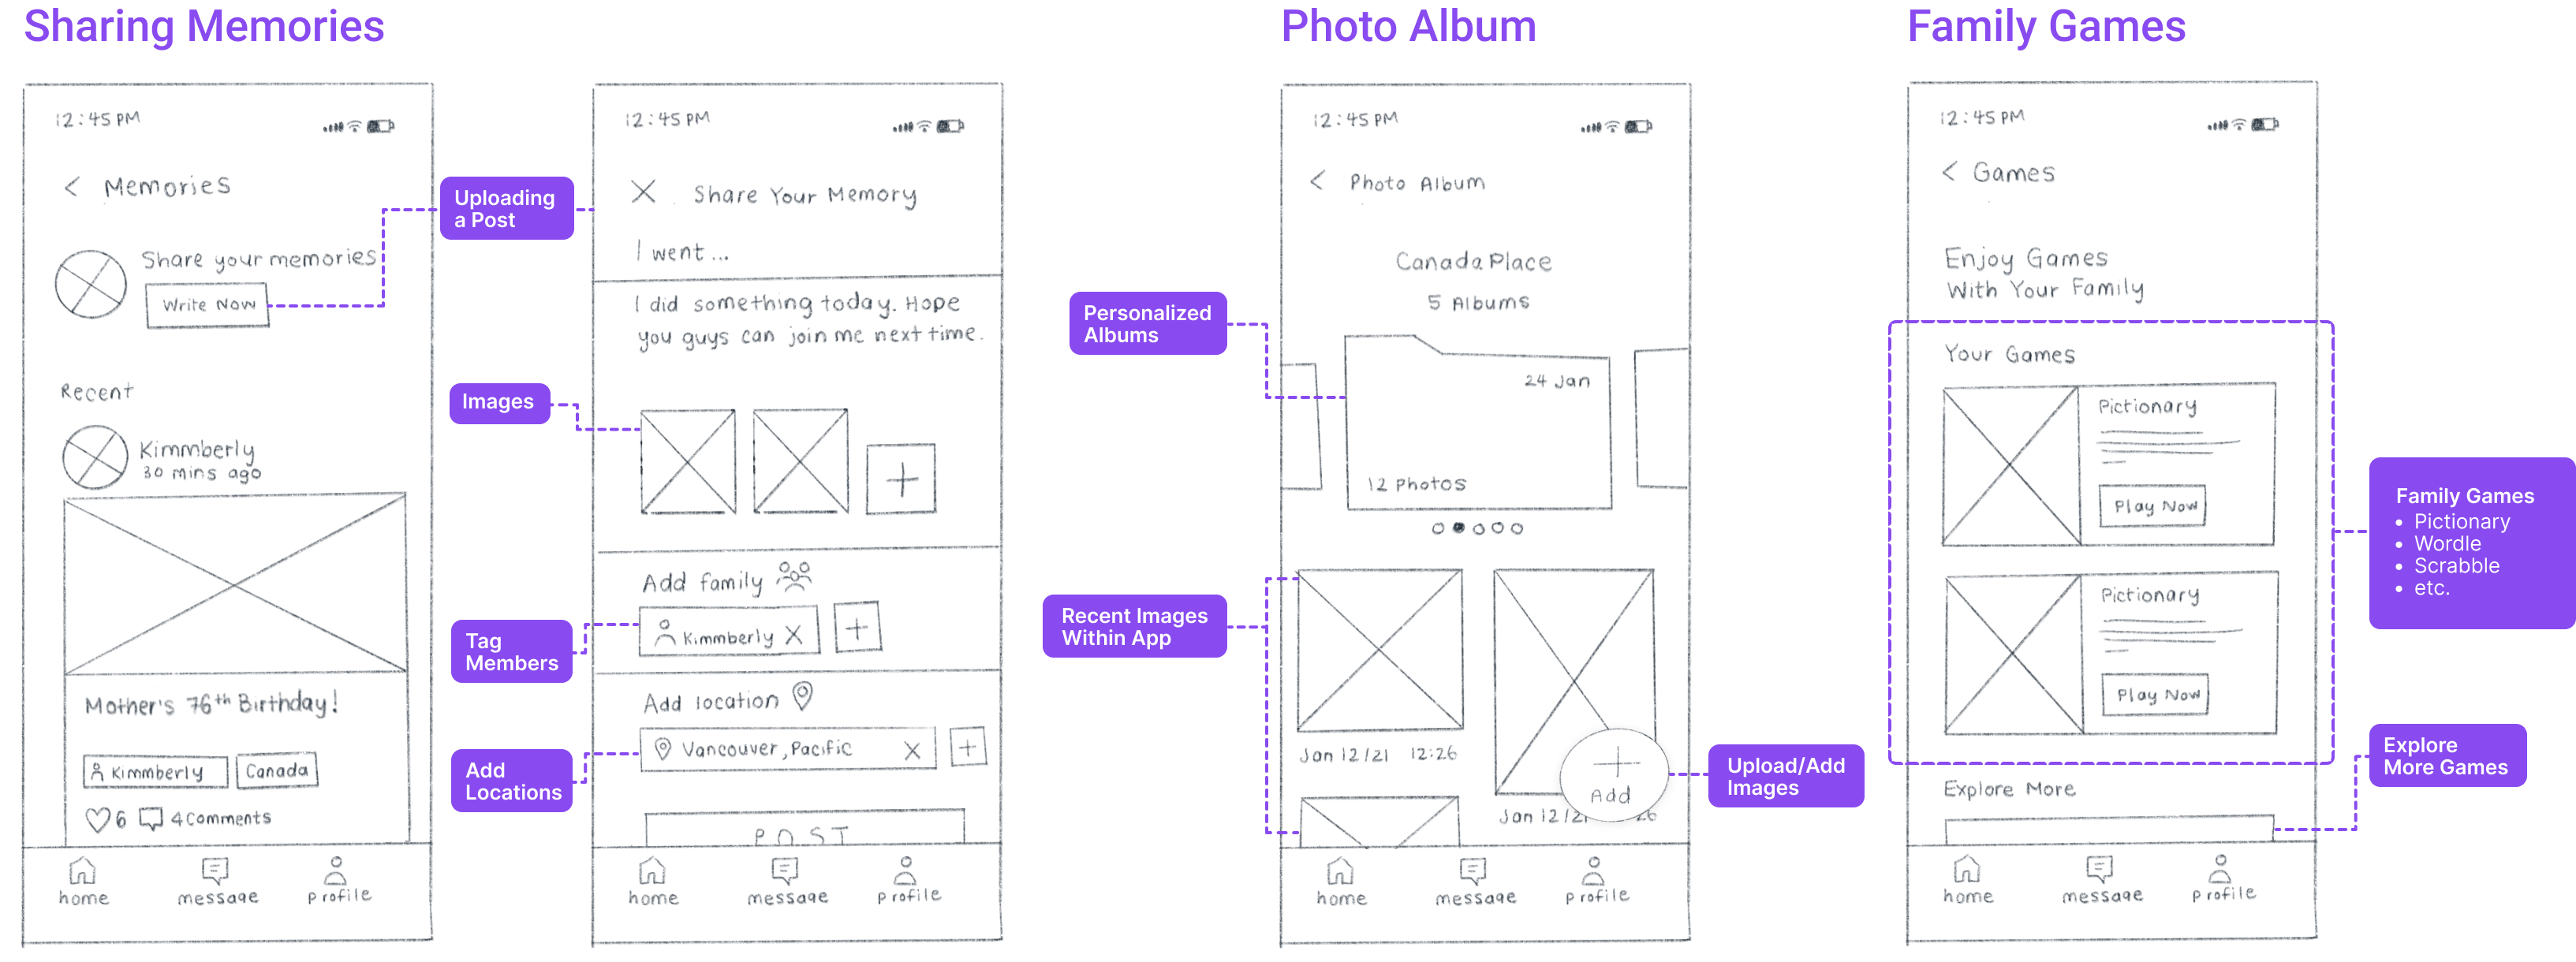 Sharing Memories
12:45 PM
< Memories
Share your memories
Write Now
Recent
Kimmberly
30 mins ago
Mother's 76th Birthday!
Kimmberly
Canada
6
4 Comments
home
message
profile
Uploading
a Post
Images
Tag
Members
Add
Locations
12:45 PM
Share Your Memory
I went...
I did something today. Hope
you guys can join me next time.
Add family
Kimmberly X
Add location
Vancouver, Pacific X
POST
home
message
profile
Photo Album
Personalized
Albums
Recent Images
Within App
12:45 PM
< Photo Album
Canada Place
5 Albums
24 Jan
12 Photos
Jan 12/21 12:26
Add
Jan 12/21 26
home
message
profile
Upload/Add
Images
Family Games
12:45 PM
< Games
Enjoy Games
With Your Family
Your Games
Pictionary
Play Now
Pictionary
Play Now
Explore More
home
message
profile
Family Games
• Pictionary
• Wordle
• Scrabble
• etc.
Explore
More Games